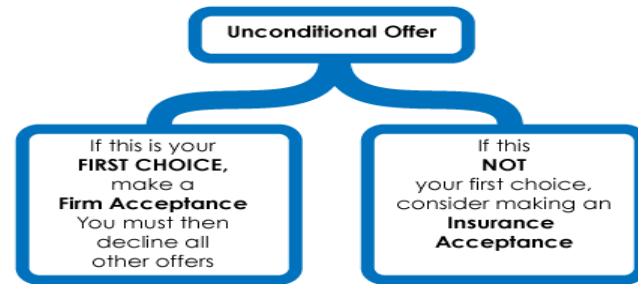 Unconditional Offer
If this is your
FIRST CHOICE,
make a
Firm Acceptance
You must then
decline all
other offers
If this
NOT
your first choice,
consider making an
Insurance
Acceptance